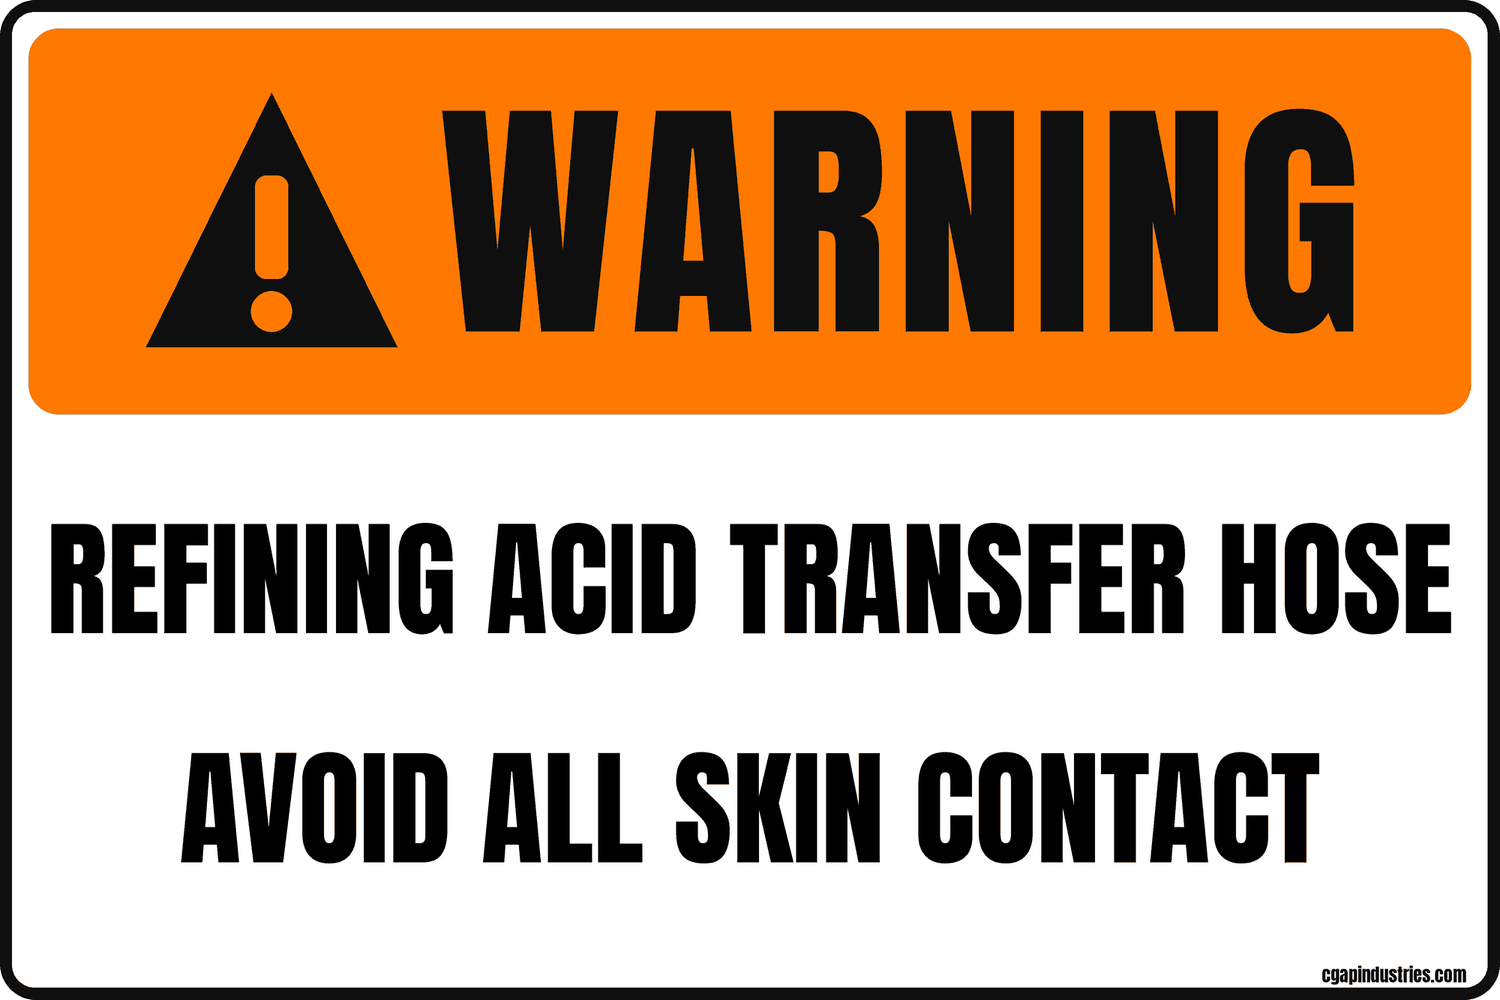 WARNING
REFINING ACID TRANSFER HOSE
AVOID ALL SKIN CONTACT
cgapindustries.com